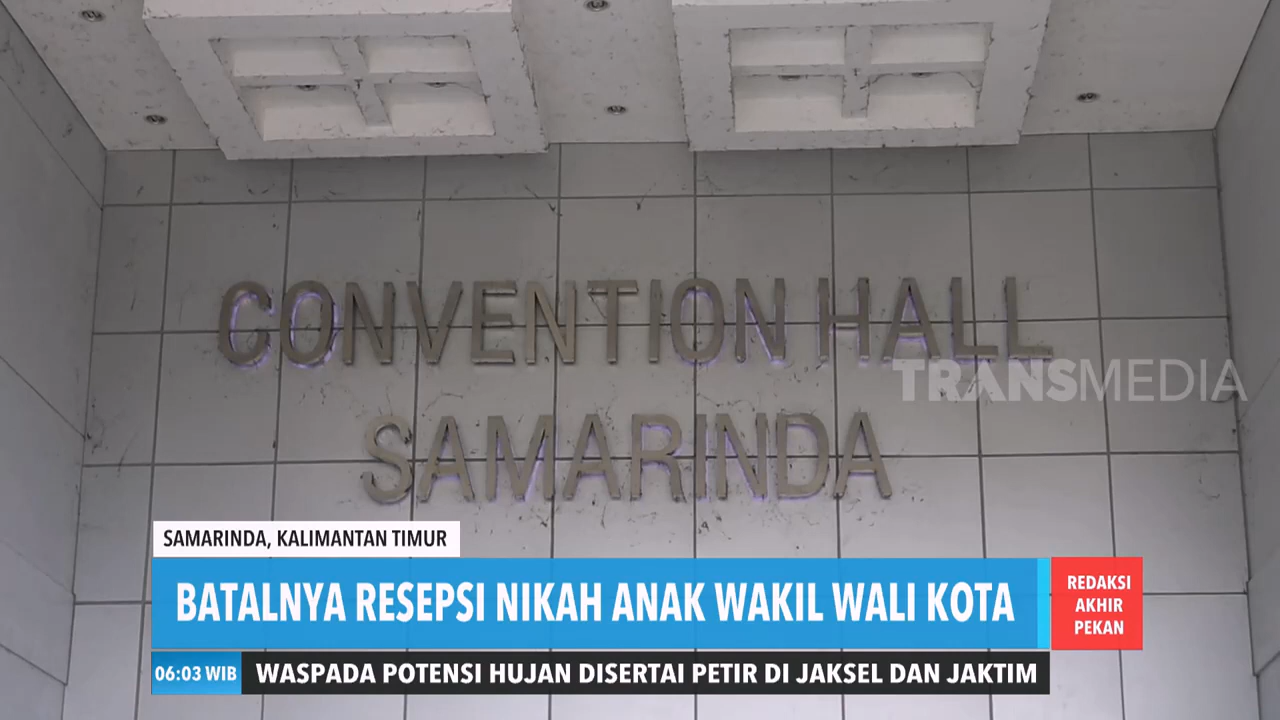 CONVENTION HALL
TRANSMEDIA
SAMARINDA
SAMARINDA, KALIMANTAN TIMUR
BATALNYA RESEPSI NIKAH ANAK WAKIL WALI KOTA
REDAKSI
AKHIR
PEKAN
06:03 WIB
WASPADA POTENSI HUJAN DISERTAI PETIR DI JAKSEL DAN JAKTIM